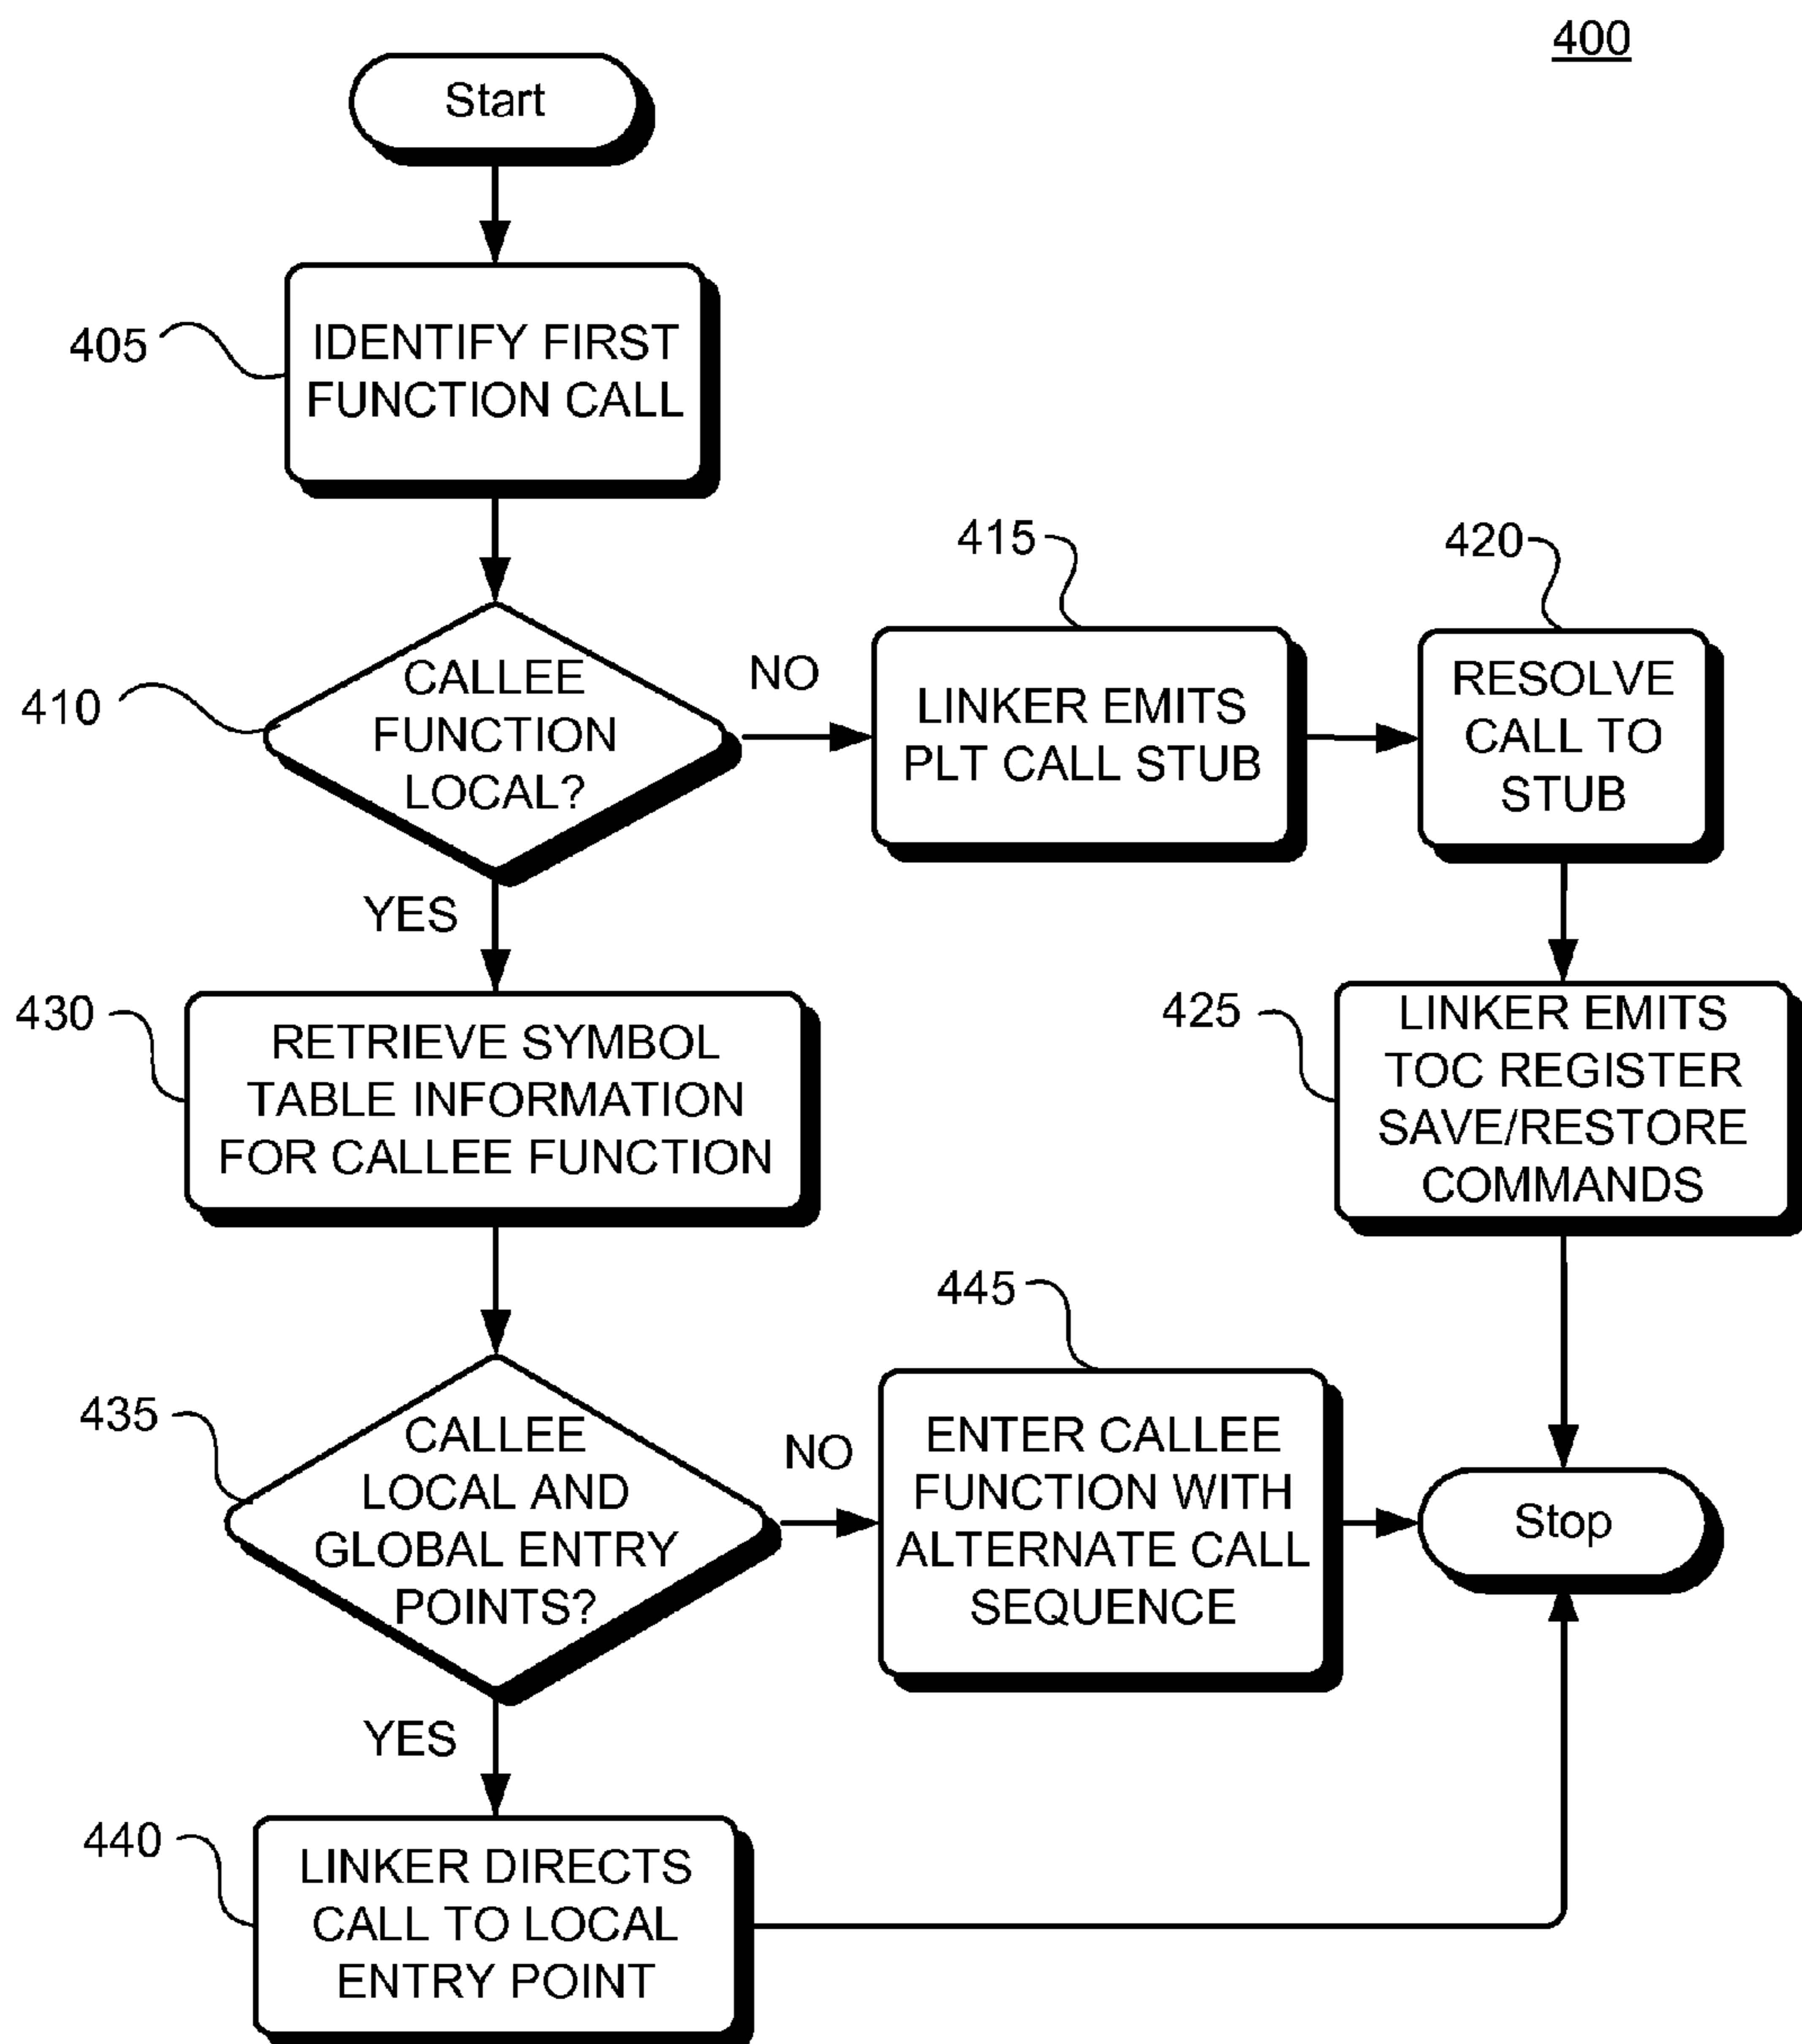 400
Start
405
IDENTIFY FIRST
FUNCTION CALL
410
CALLEE
FUNCTION
LOCAL?
NO
415
LINKER EMITS
PLT CALL STUB
420
RESOLVE
CALL TO
STUB
YES
425
LINKER EMITS
TOC REGISTER
SAVE/RESTORE
COMMANDS
430
RETRIEVE SYMBOL
TABLE INFORMATION
FOR CALLEE FUNCTION
435
CALLEE
LOCAL AND
GLOBAL ENTRY
POINTS?
NO
445
ENTER CALLEE
FUNCTION WITH
ALTERNATE CALL
SEQUENCE
Stop
YES
440
LINKER DIRECTS
CALL TO LOCAL
ENTRY POINT